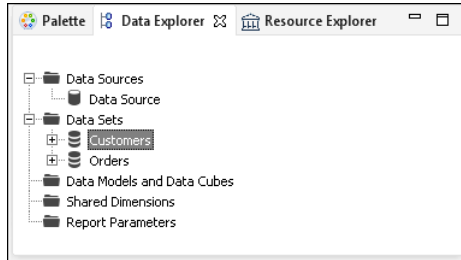 Palette Data Explorer Resource Explorer
Data Sources
Data Source
Data Sets
Customers
Orders
Data Models and Data Cubes
Shared Dimensions
Report Parameters